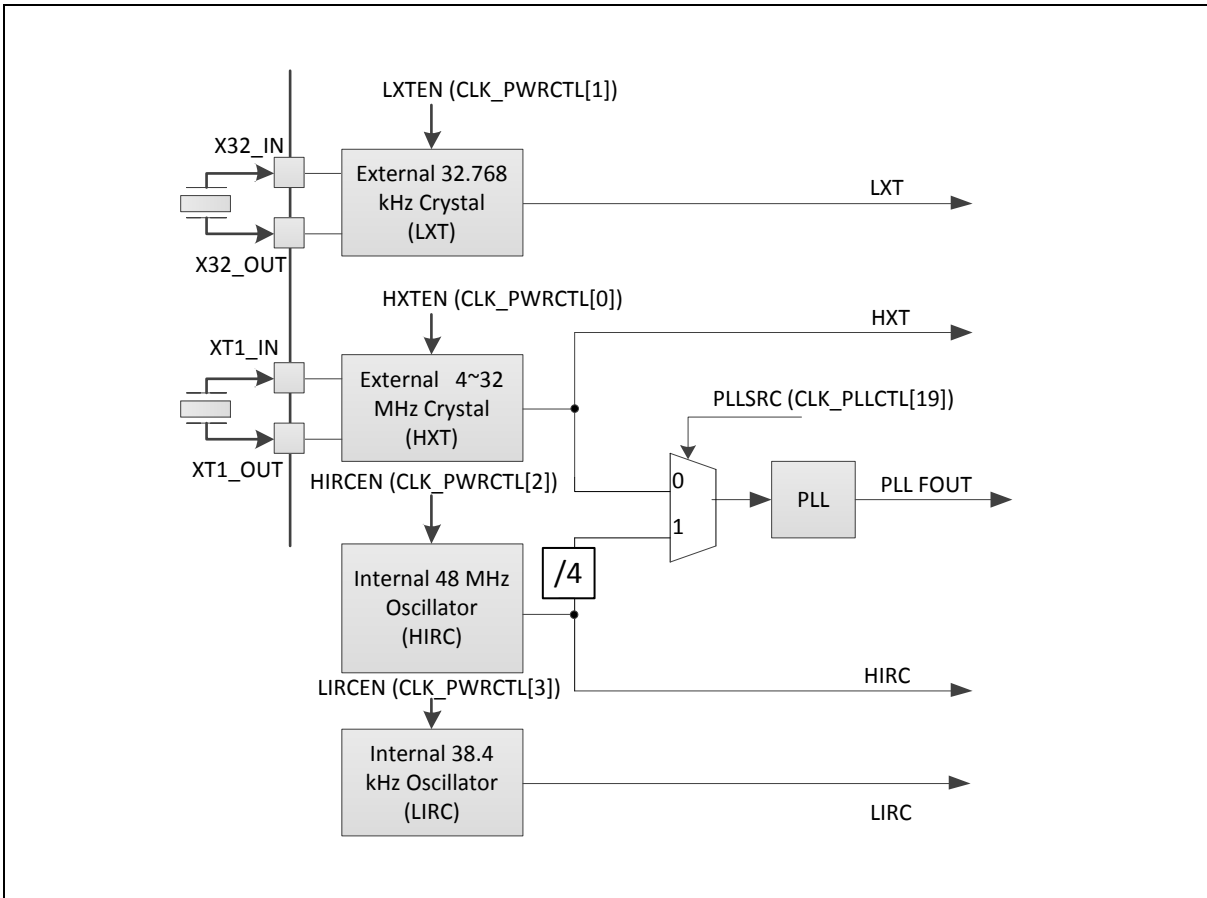 LXTEN (CLK_PWRCTL[1])
X32_IN
External 32.768
kHz Crystal
(LXT)
LXT
X32_OUT
HXTEN (CLK_PWRCTL[0])
HXT
XT1_IN
External 4~32
MHz Crystal
(HXT)
PLLSRC (CLK_PLLCTL[19])
XT1_OUT
HIRCEN (CLK_PWRCTL[2])
0
1
PLL
PLL FOUT
/4
Internal 48 MHz
Oscillator
(HIRC)
HIRC
LIRCEN (CLK_PWRCTL[3])
Internal 38.4
kHz Oscillator
(LIRC)
LIRC